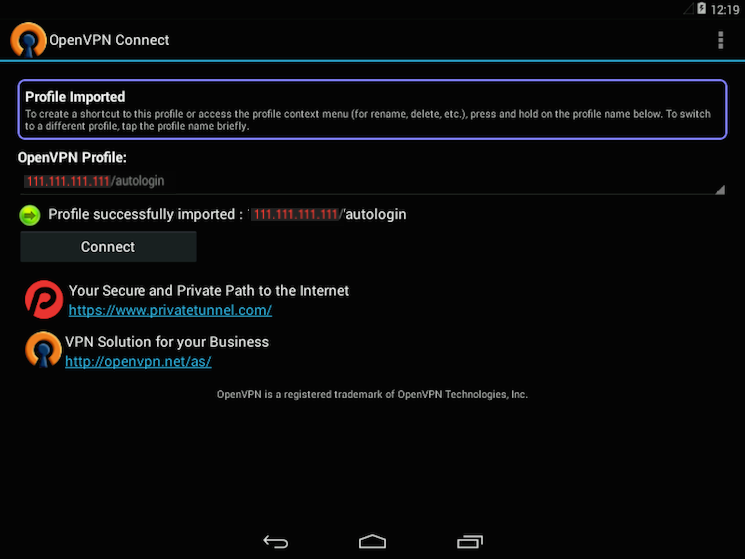 12:19
OpenVPN Connect
Profile Imported
To create a shortcut to this profile or access the profile context menu (for rename, delete, etc.), press and hold on the profile name below. To switch
to a different profile, tap the profile name briefly.
OpenVPN Profile:
111.111.111.111/autologin
Profile successfully imported : 111.111.111.111/autologin
Connect
Your Secure and Private Path to the Internet
https://www.privatetunnel.com/
VPN Solution for your Business
http://openvpn.net/as/
OpenVPN is a registered trademark of OpenVPN Technologies, Inc.